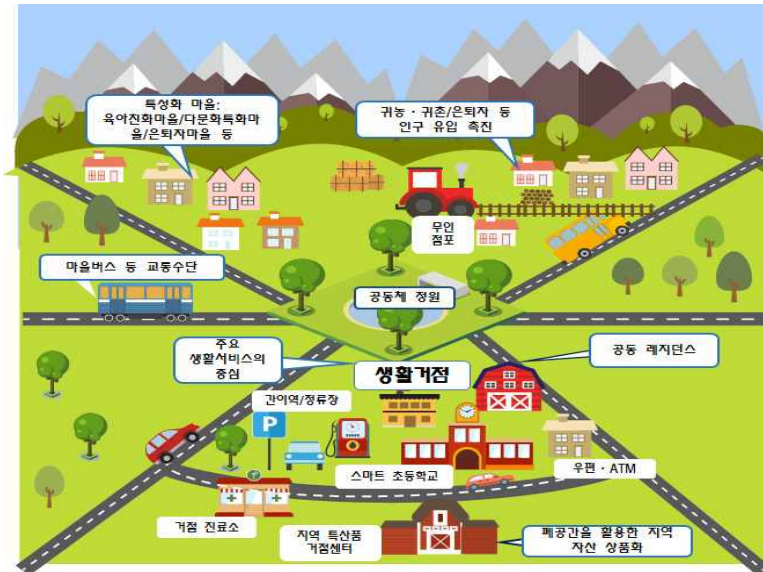 특성화 마을:
육아친화마을/다문화특화마
을/은퇴자마을 등
귀농·귀촌/은퇴자 등
인구 유입 촉진
무인
점포
마을버스 등 교통수단
공동체 정원
주요
생활서비스의
중심
생활거점
공동 레지던스
간이역/정류장
P
스마트 초등학교
우편·ATM
거점 진료소
지역 특산품
거점센터
폐공간을 활용한 지역
자산 상품화